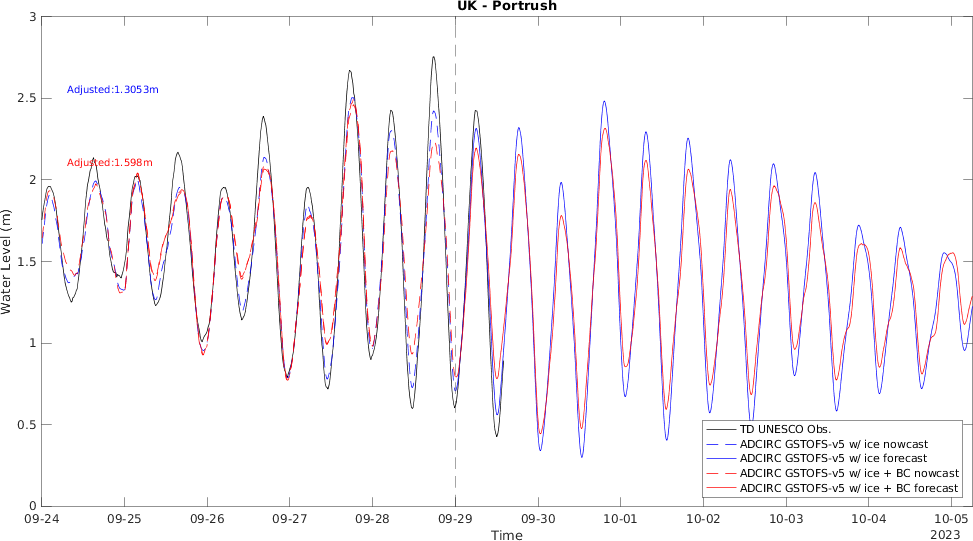 UK - Portrush
3
2.5
2
1.5
1
0.5
0
Water Level (m)
Adjusted:1.3053m
Adjusted:1.598m
TD UNESCO Obs.
ADCIRC GSTOFS-v5 w/ ice nowcast
ADCIRC GSTOFS-v5 w/ ice forecast
ADCIRC GSTOFS-v5 w/ ice + BC nowcast
ADCIRC GSTOFS-v5 w/ ice + BC forecast
09-24 09-25 09-26 09-27 09-28 09-29 09-30 10-01 10-02 10-03 10-04 10-05
2023
Time